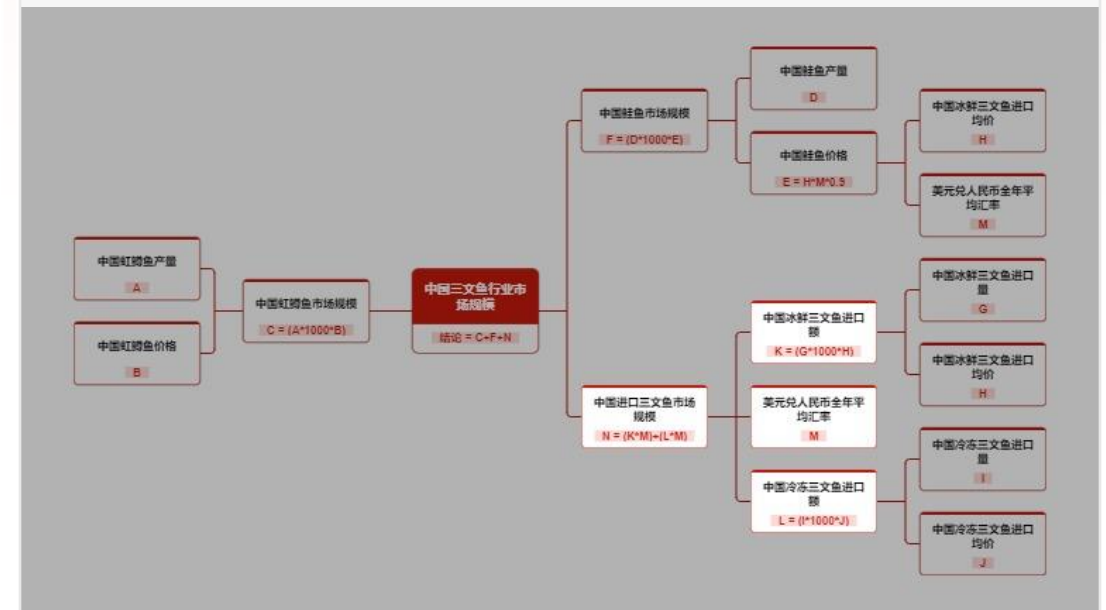 中国虹鳟鱼产量
A
中国虹鳟鱼价格
B
中国虹鳟鱼市场规模
C = (A*1000*B)
中国三文鱼行业市
场规模
结论 = C+F+N
中国鲑鱼市场规模
F = (D*1000*E)
中国鲑鱼产量
D
中国鲑鱼价格
E = H*M*0.9
中国冰鲜三文鱼进口
均价
H
美元兑人民币全年平
均汇率
M
中国进口三文鱼市场
规模
N = (K*M)+(L*M)
中国冰鲜三文鱼进口
额
K = (G*1000*H)
美元兑人民币全年平
均汇率
M
中国冷冻三文鱼进口
额
L = (I*1000*J)
中国冰鲜三文鱼进口
量
G
中国冰鲜三文鱼进口
均价
H
中国冷冻三文鱼进口
量
I
中国冷冻三文鱼进口
均价
J